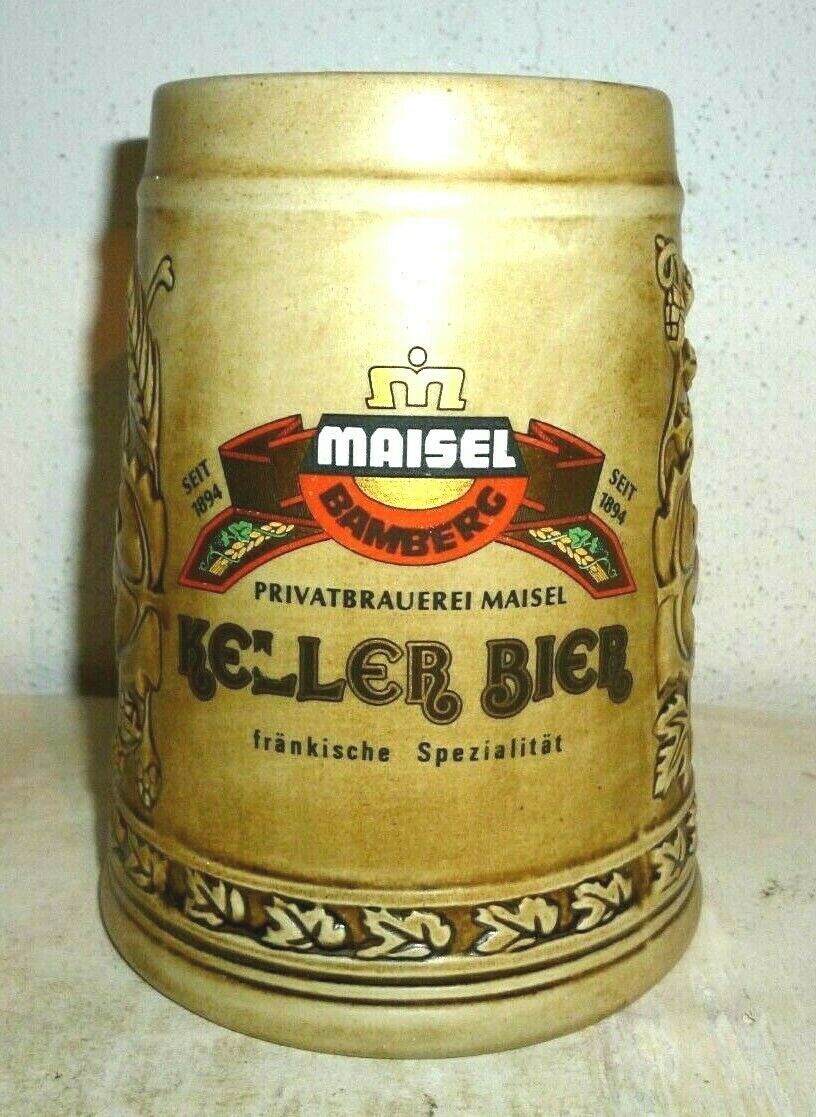 MAISEL
BAMBERG
SEIT
1894
SEIT
1894
PRIVATBRAUEREI MAISEL
KELLER BIER
fränkische Spezialität